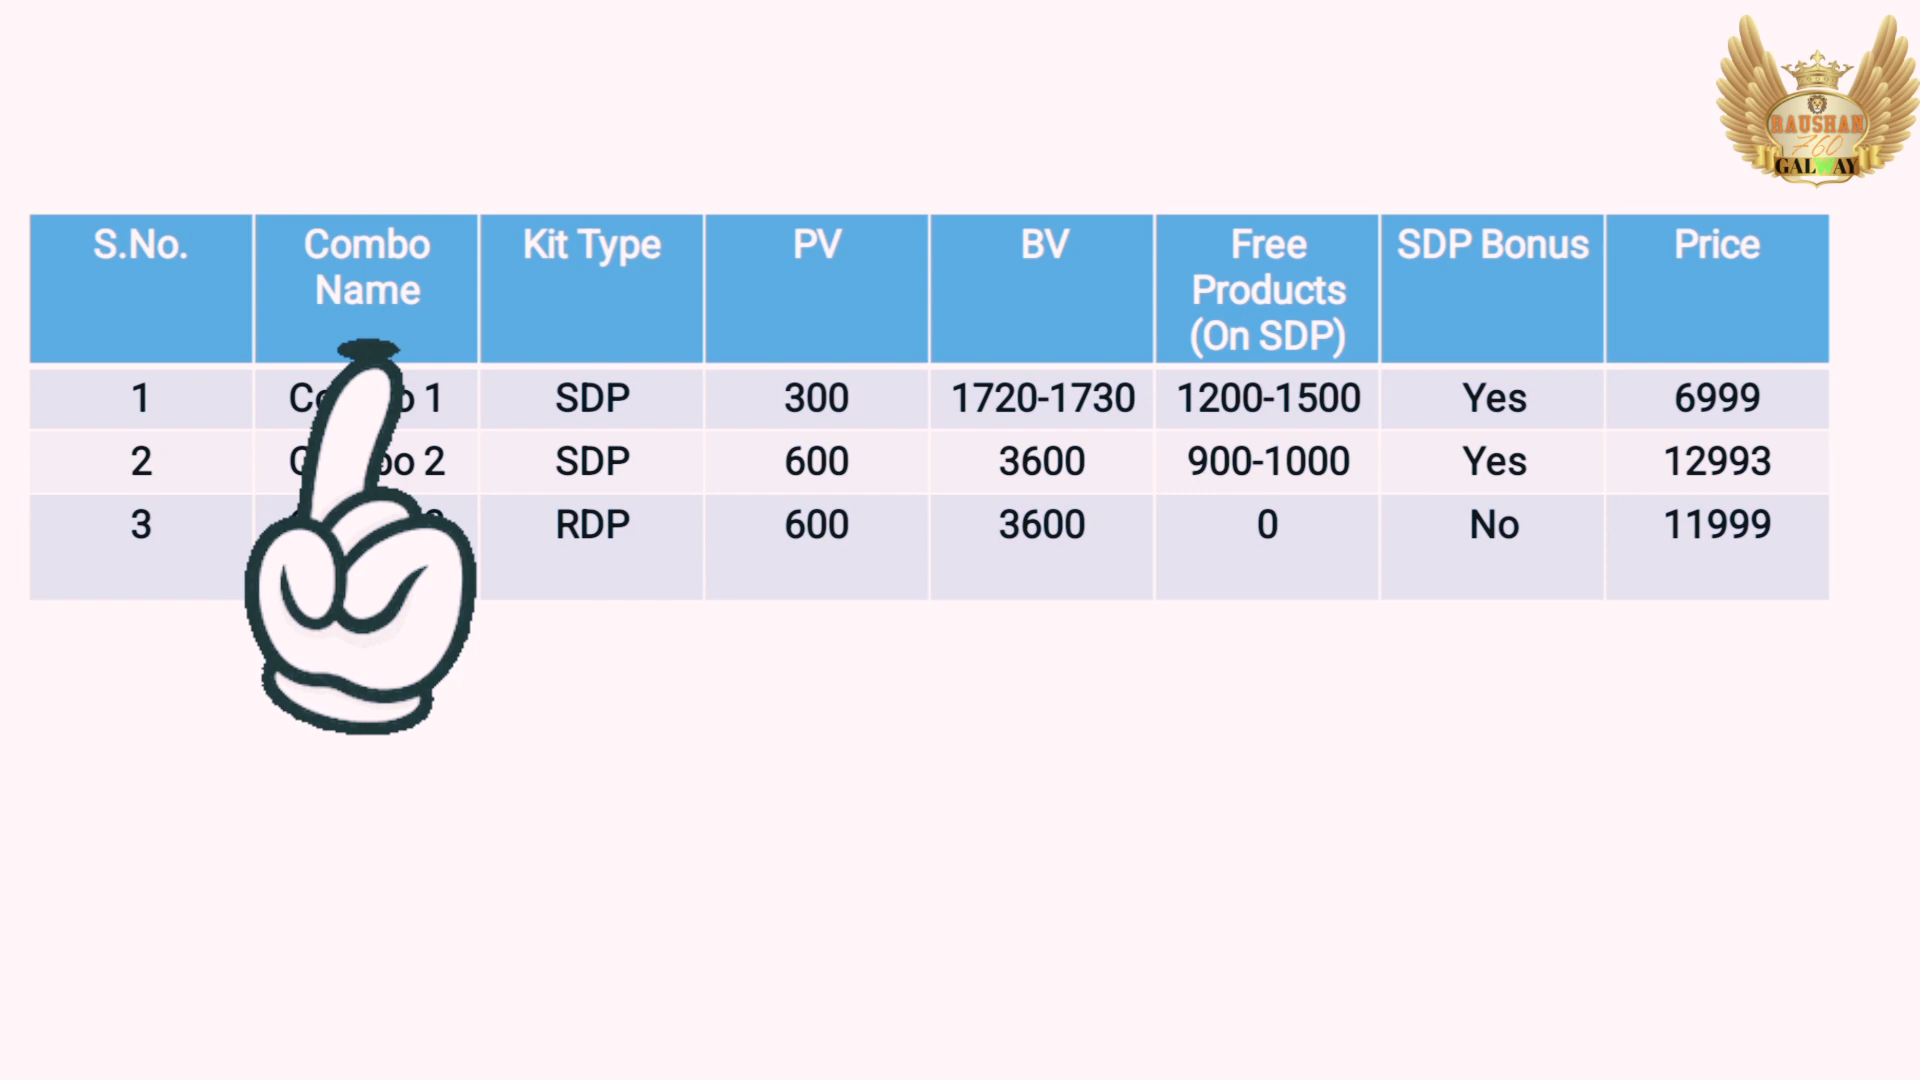 RAUSHAN
760
GALWAY
S.No. Combo Name Kit Type PV BV Free Products (On SDP) SDP Bonus Price
1 1 SDP 300 1720-1730 1200-1500 Yes 6999
2 2 SDP 600 3600 900-1000 Yes 12993
3 RDP 600 3600 0 No 11999